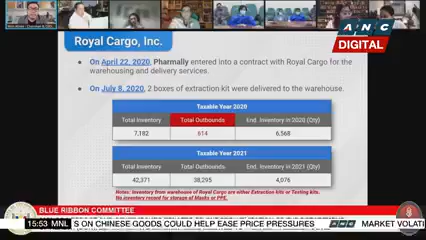 ANC
DIGITAL
Royal Cargo, Inc.
On April 22, 2020, Pharmally entered into a contract with Royal Cargo for the
warehousing and delivery services.
On July 8, 2020, 2 boxes of extraction kit were delivered to the warehouse.
Taxable Year 2020
Total Inventory Total Outbounds End. Inventory in 2020 (Qty)
7,182 614 6,568
Taxable Year 2021
Total Inventory Total Outbounds End. Inventory in 2021 (Qty)
42,371 38,295 4,076
Notes: Inventory from warehouse of Royal Cargo are either Extraction kits or Testing kits.
No inventory record for storage of Masks or PPE.
BLUE RIBBON COMMITTEE
15:53 MNL S ON CHINESE GOODS COULD HELP EASE PRICE PRESSURES ANC MARKET VOLATI